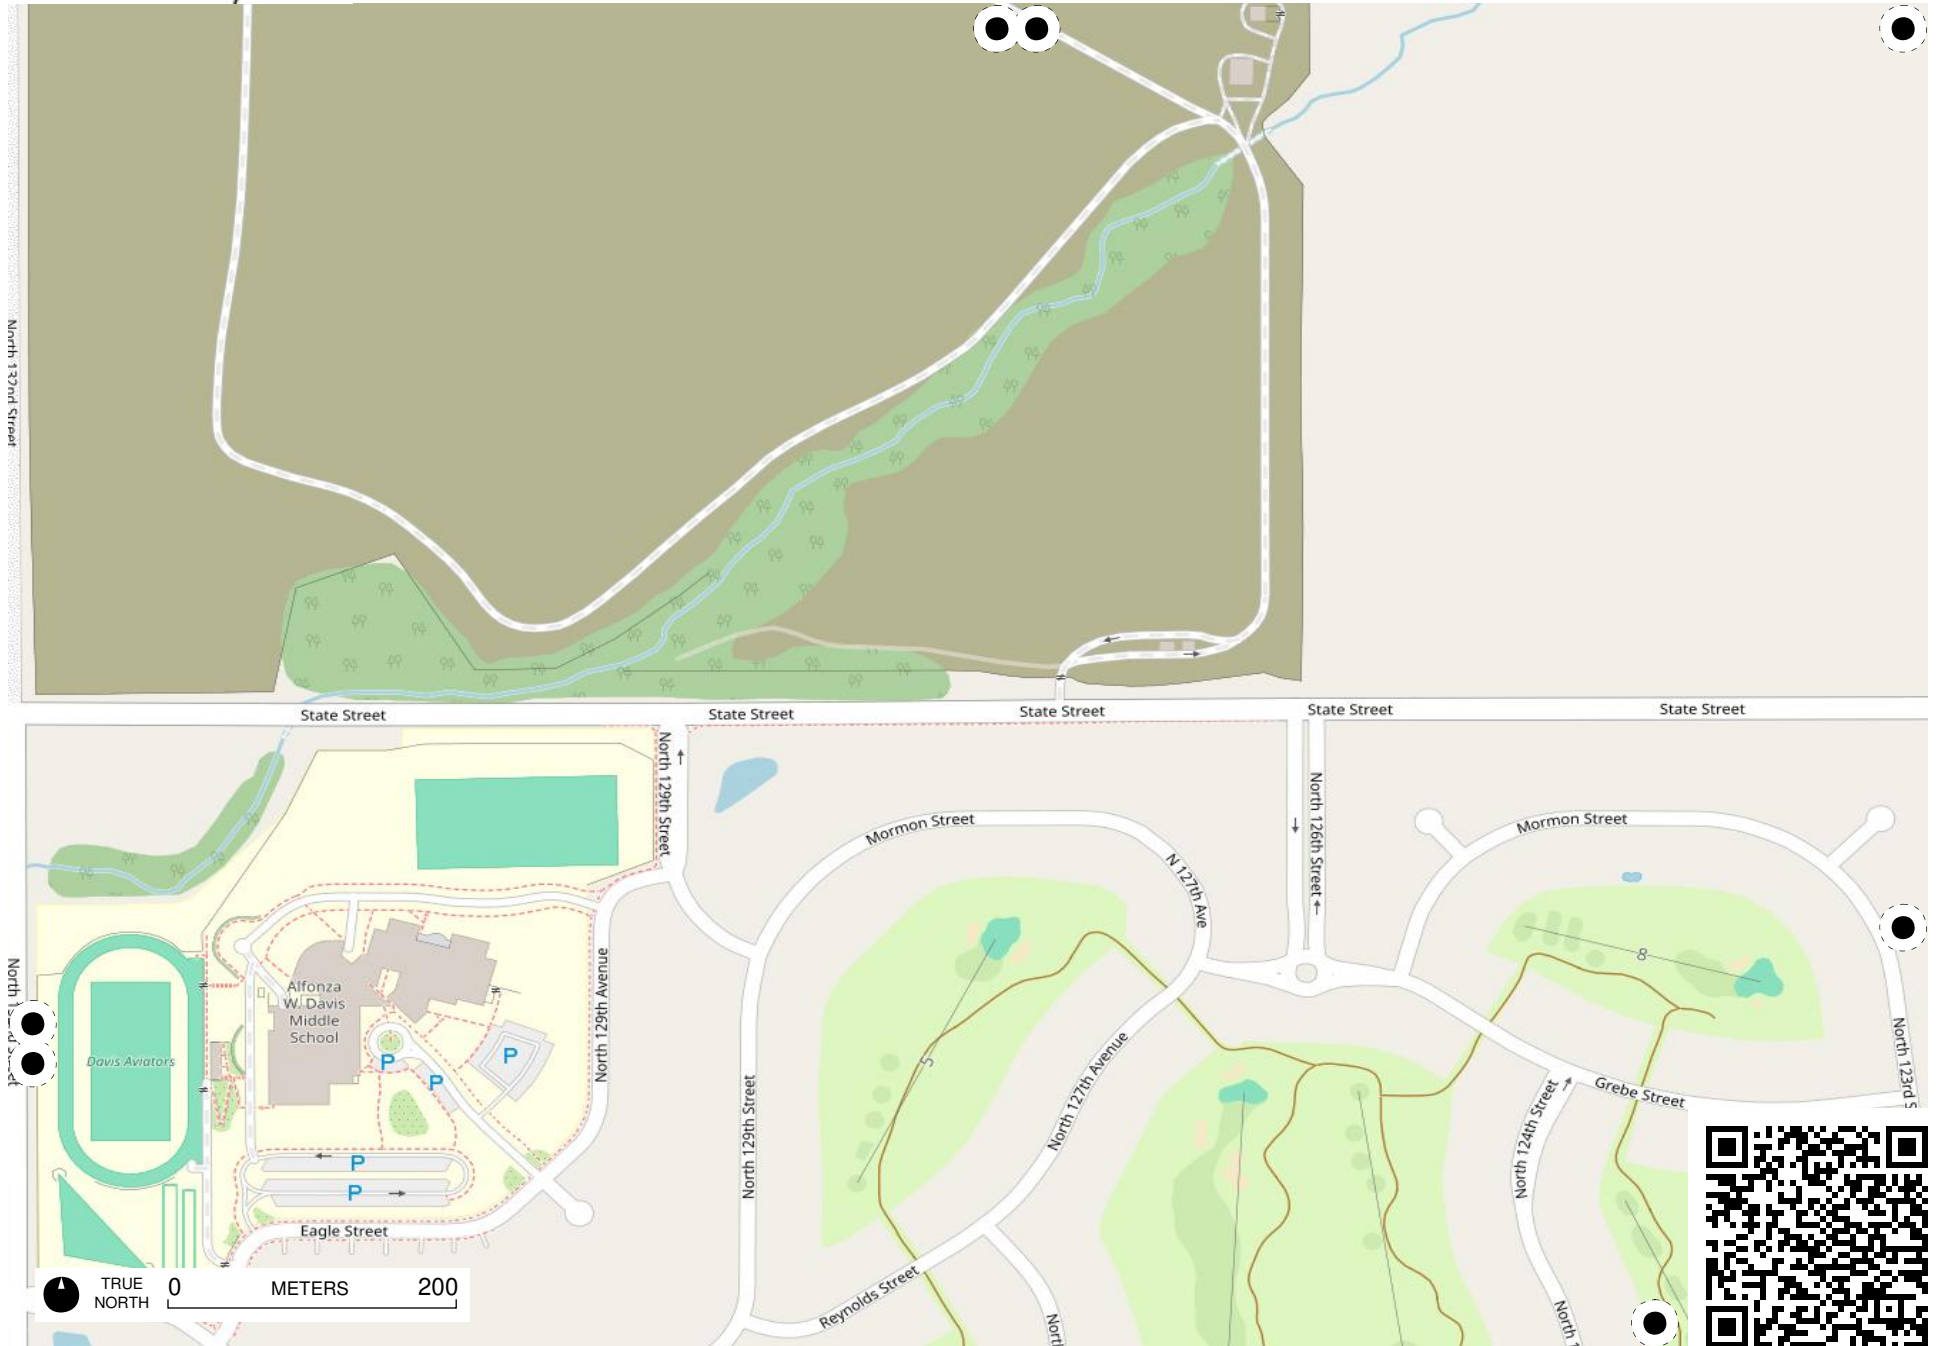 North 132nd Street
State Street
State Street
State Street
State Street
State Street
North 129th Street
North 126th Street
Mormon Street
Mormon Street
N 127th Ave
8
Alfonza
W. Davis
Middle
School
North 129th Avenue
Davis Aviators
P
P
P
5
North 127th Avenue
North 129th Street
North 123rd S
Grebe Street
North 124th Street
P
P
Eagle Street
Reynolds Street
TRUE
NORTH
0
METERS
200